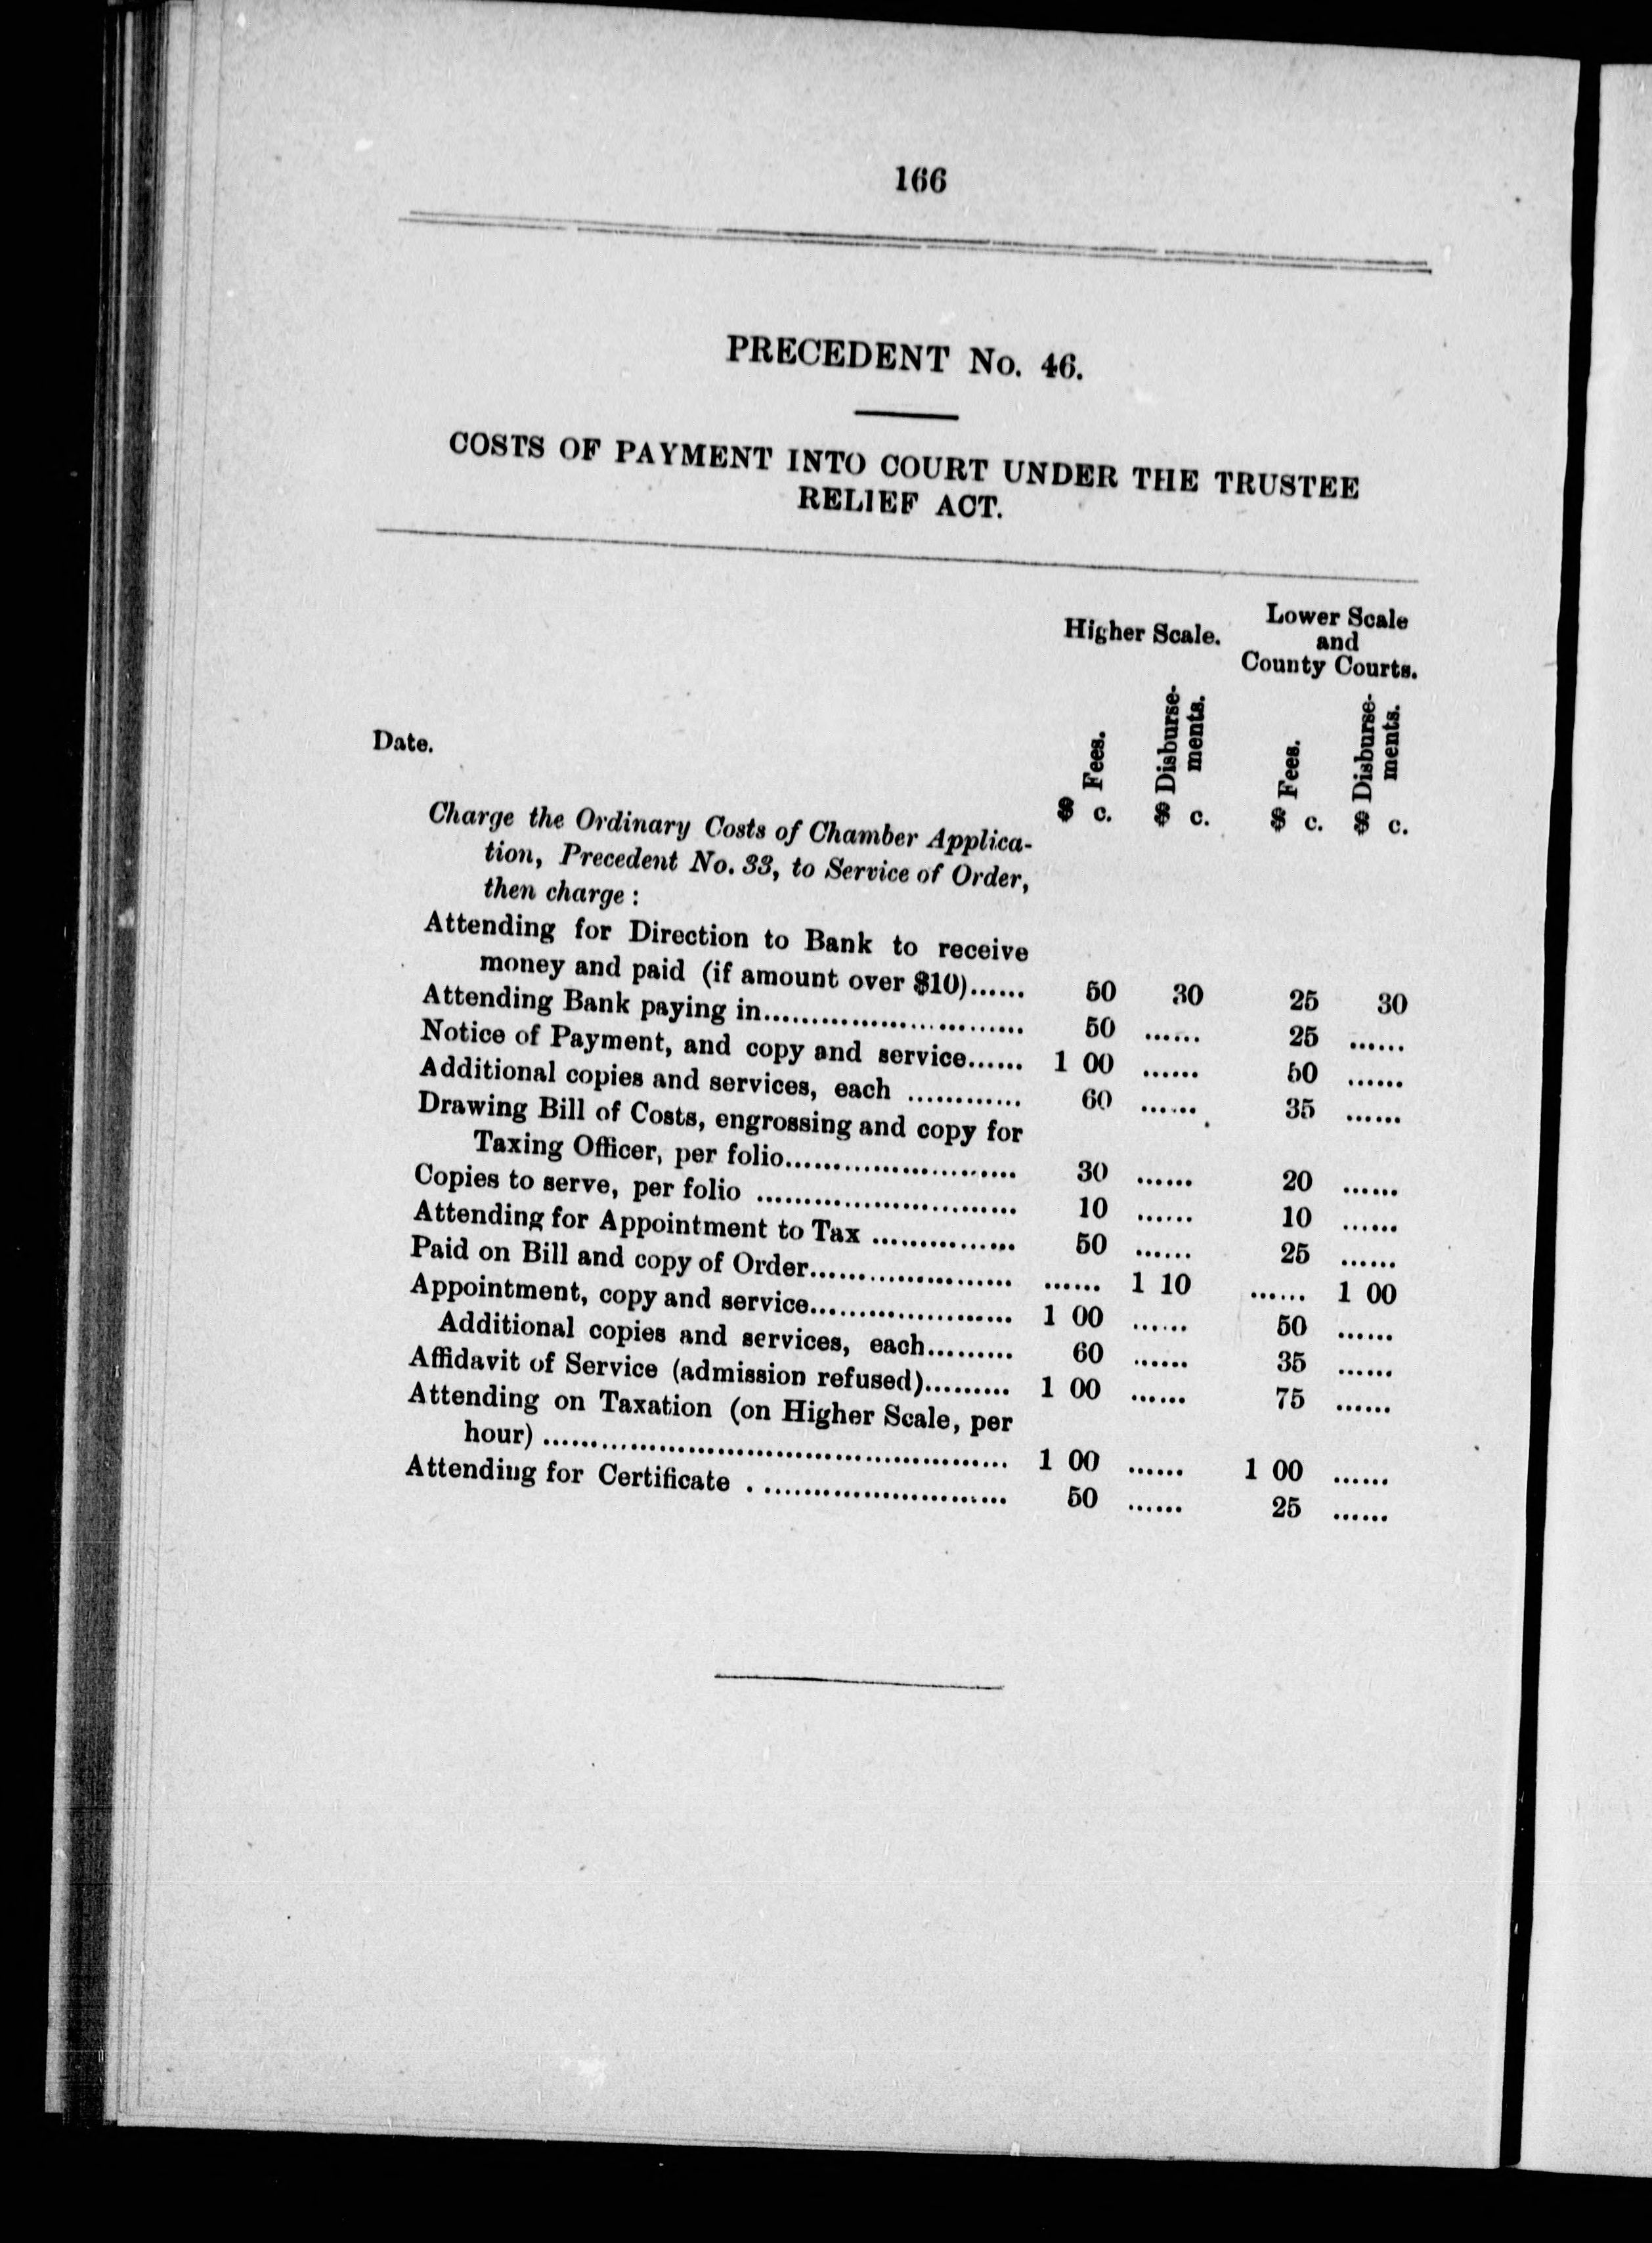 166
PRECEDENT No. 46.
COSTS OF PAYMENT INTO COURT UNDER THE TRUSTEE
RELIEF ACT.
Higher Scale.
Lower Scale
and
County Courts.
Date.
Fees.
Disburse-
ments.
Fees.
Disburse-
ments.
$ c. $ c. $ c. $ c.
Charge the Ordinary Costs of Chamber Applica-
tion, Precedent No. 33, to Service of Order,
then charge :
Attending for Direction to Bank to receive
money and paid (if amount over $10)...... 50 30 25 30
Attending Bank paying in............................ 50 ...... 25 ......
Notice of Payment, and copy and service...... 1 00 ...... 50 ......
Additional copies and services, each ............ 60 ...... 35 ......
Drawing Bill of Costs, engrossing and copy for
Taxing Officer, per folio........................ 30 ...... 20 ......
Copies to serve, per folio ............................ 10 ...... 10 ......
Attending for Appointment to Tax ............... 50 ...... 25 ......
Paid on Bill and copy of Order..................... ...... 1 10 ...... 1 00
Appointment, copy and service..................... 1 00 ...... 50 ......
Additional copies and services, each......... 60 ...... 35 ......
Affidavit of Service (admission refused)......... 1 00 ...... 75 ......
Attending on Taxation (on Higher Scale, per
hour) ................................................. 1 00 ...... 1 00 ......
Attending for Certificate . ......................... 50 ...... 25 ......